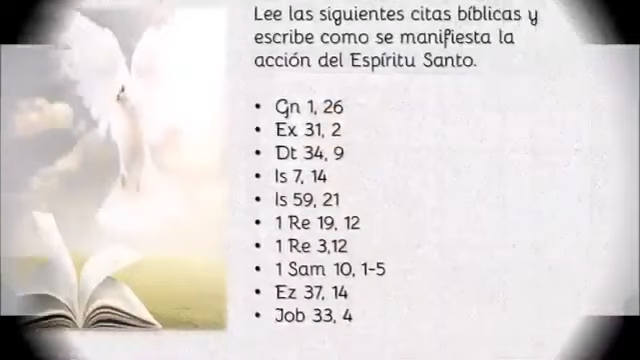 Lee las siguientes citas bíblicas y
escribe como se manifiesta la
acción del Espíritu Santo.
• Gn 1, 26
• Ex 31, 2
• Dt 34, 9
• Is 7, 14
• Is 59, 21
• 1 Re 19, 12
• 1 Re 3,12
• 1 Sam 10, 1-5
• Ez 37, 14
• Job 33, 4